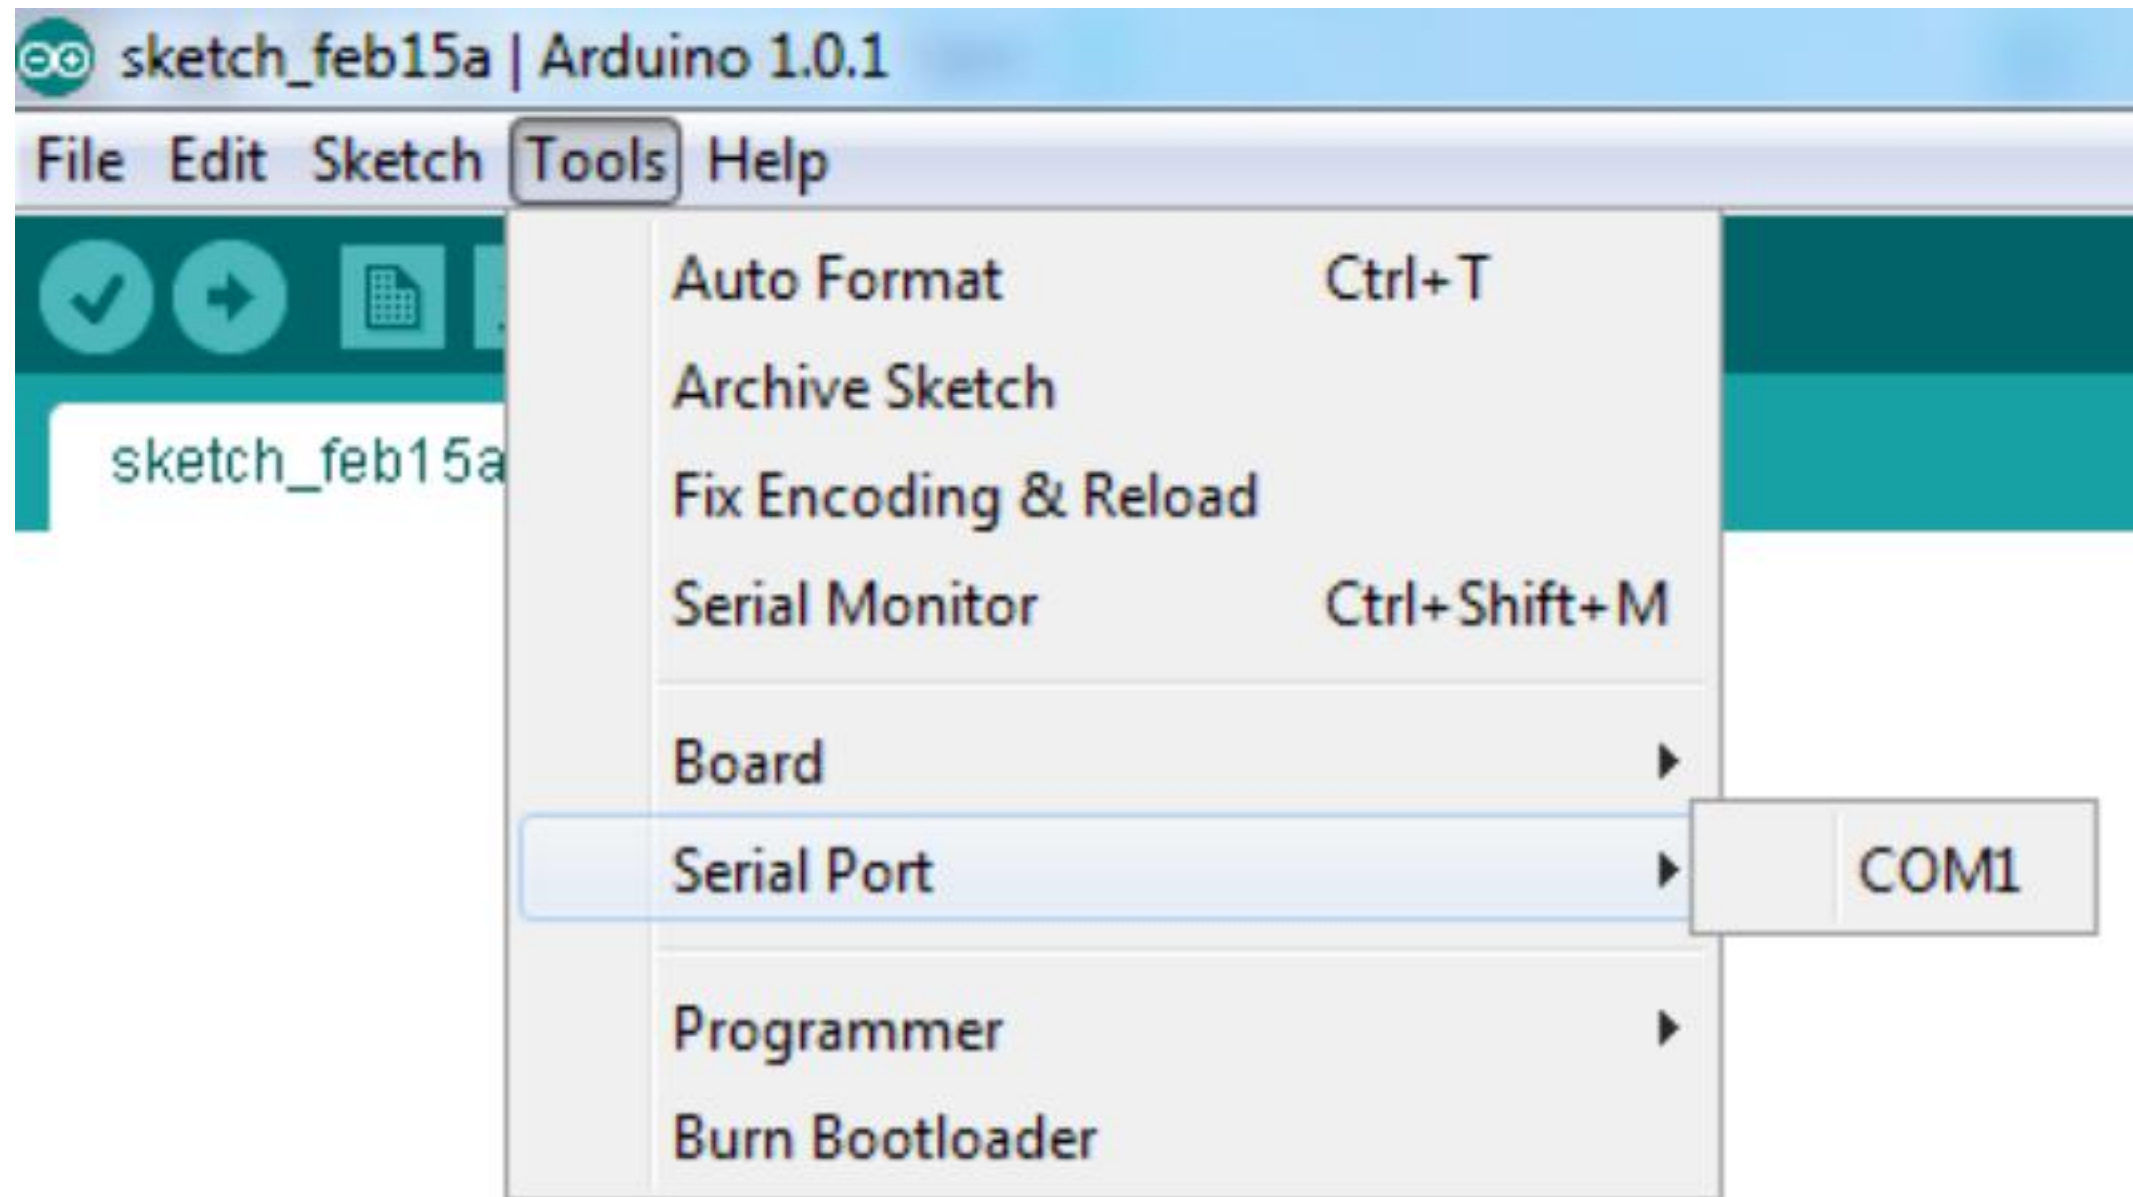 sketch_feb15a | Arduino 1.0.1
File Edit Sketch Tools Help
sketch_feb15a
Auto Format Ctrl+T
Archive Sketch
Fix Encoding & Reload
Serial Monitor Ctrl+Shift+M
Board
Serial Port
COM1
Programmer
Burn Bootloader